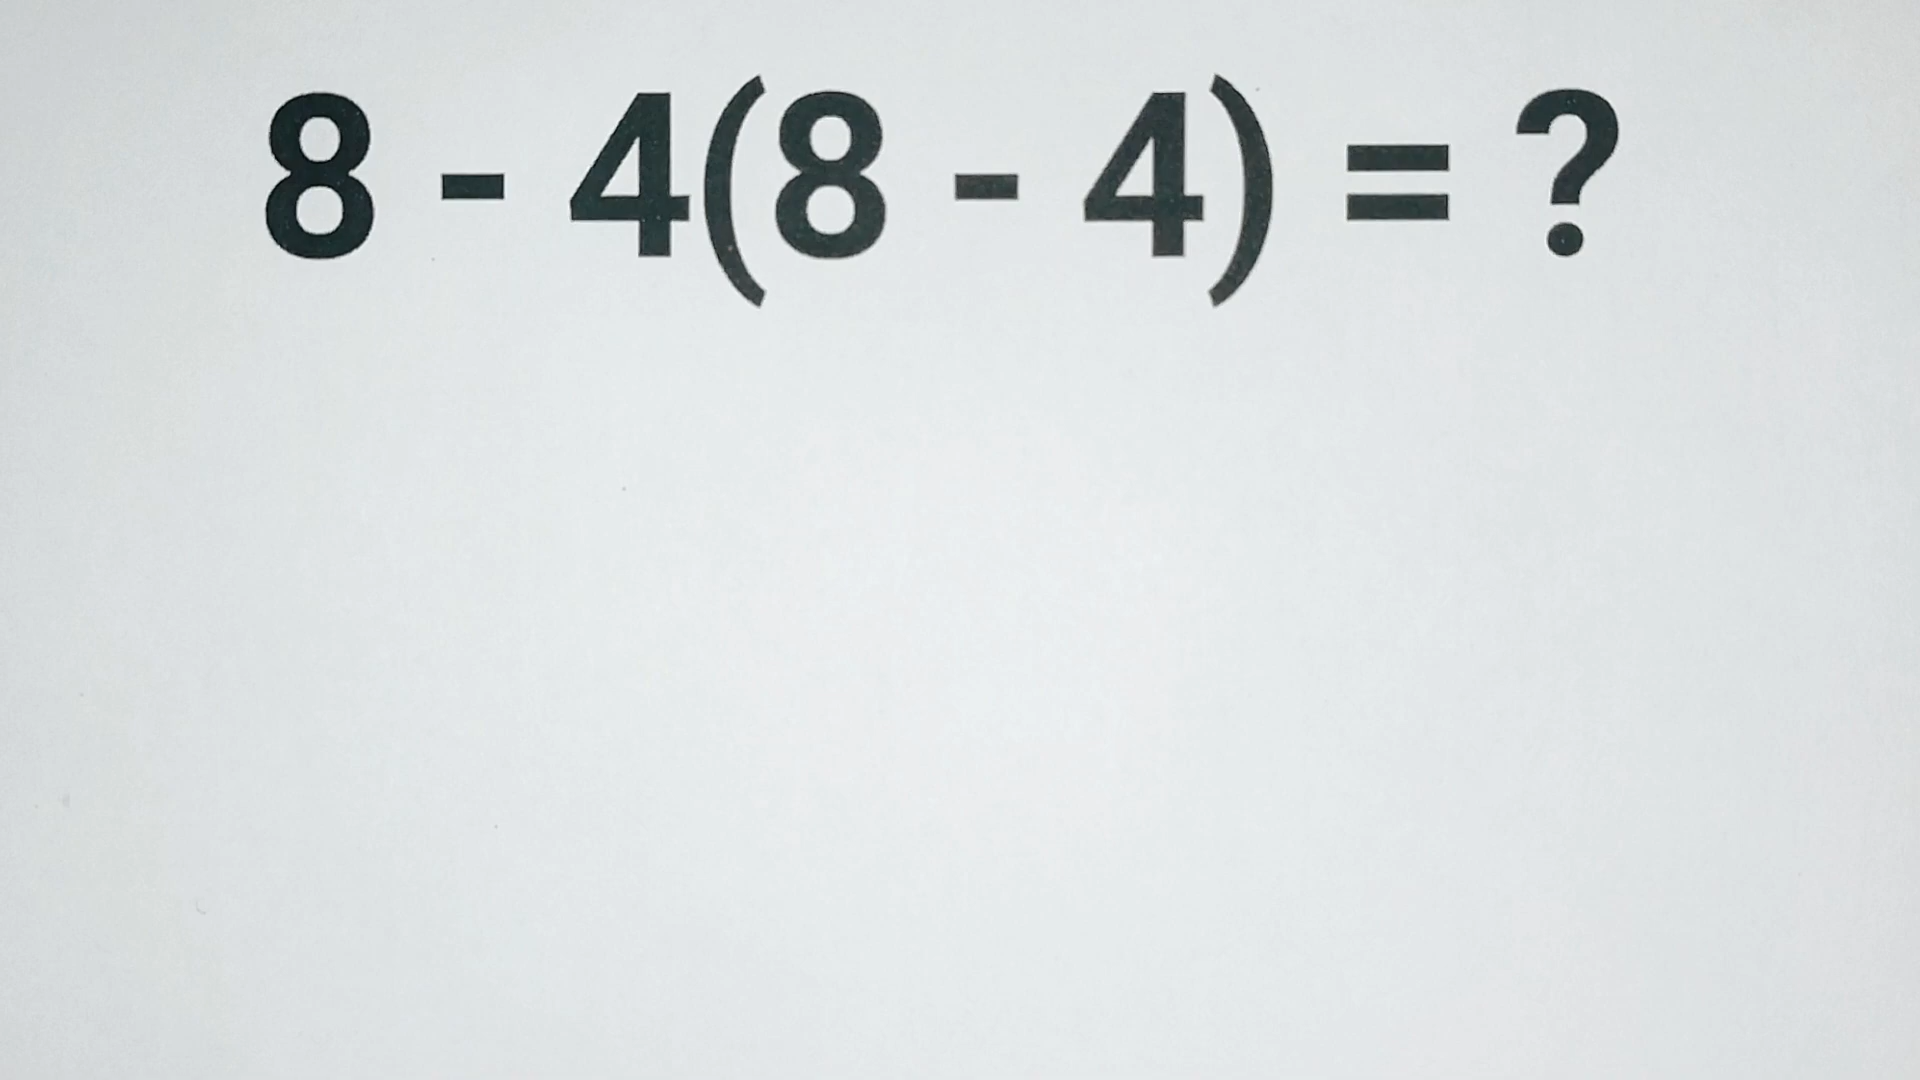 8 - 4(8 - 4) = ?